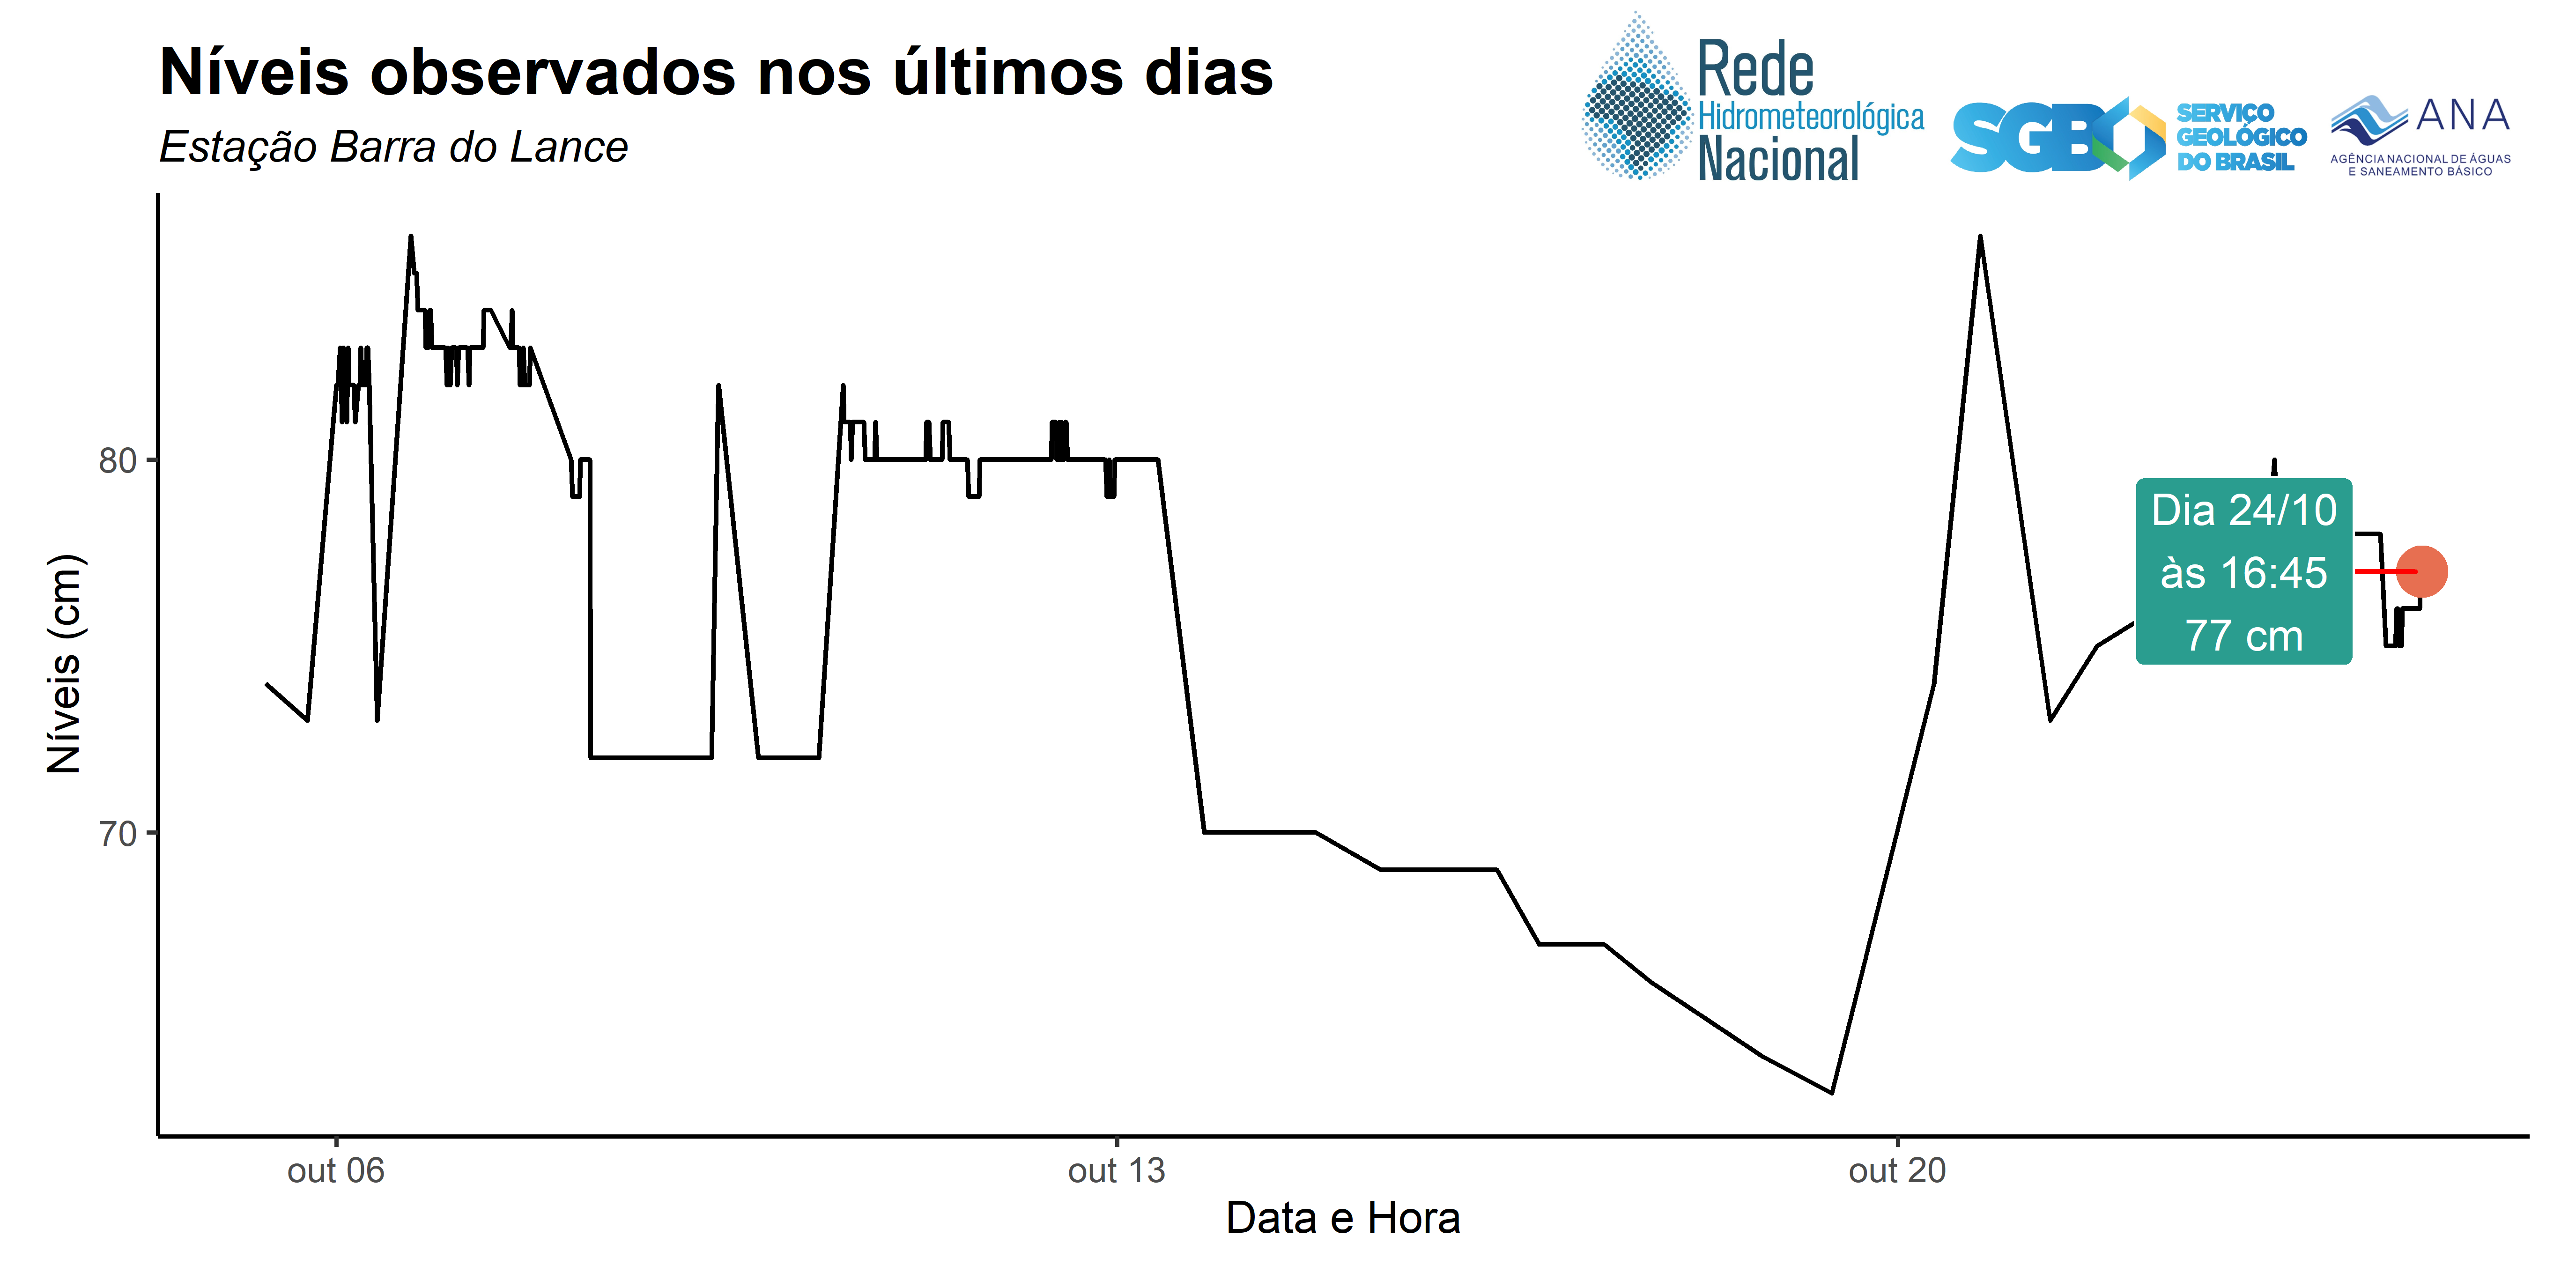 Níveis observados nos últimos dias
Estação Barra do Lance
Rede
Hidrometeorológica
Nacional
SGB
SERVIÇO
GEOLÓGICO
DO BRASIL
ANA
AGÊNCIA NACIONAL DE ÁGUAS
E SANEAMENTO BÁSICO
Níveis (cm)
80
70
Dia 24/10
às 16:45
77 cm
out 06
out 13
out 20
Data e Hora